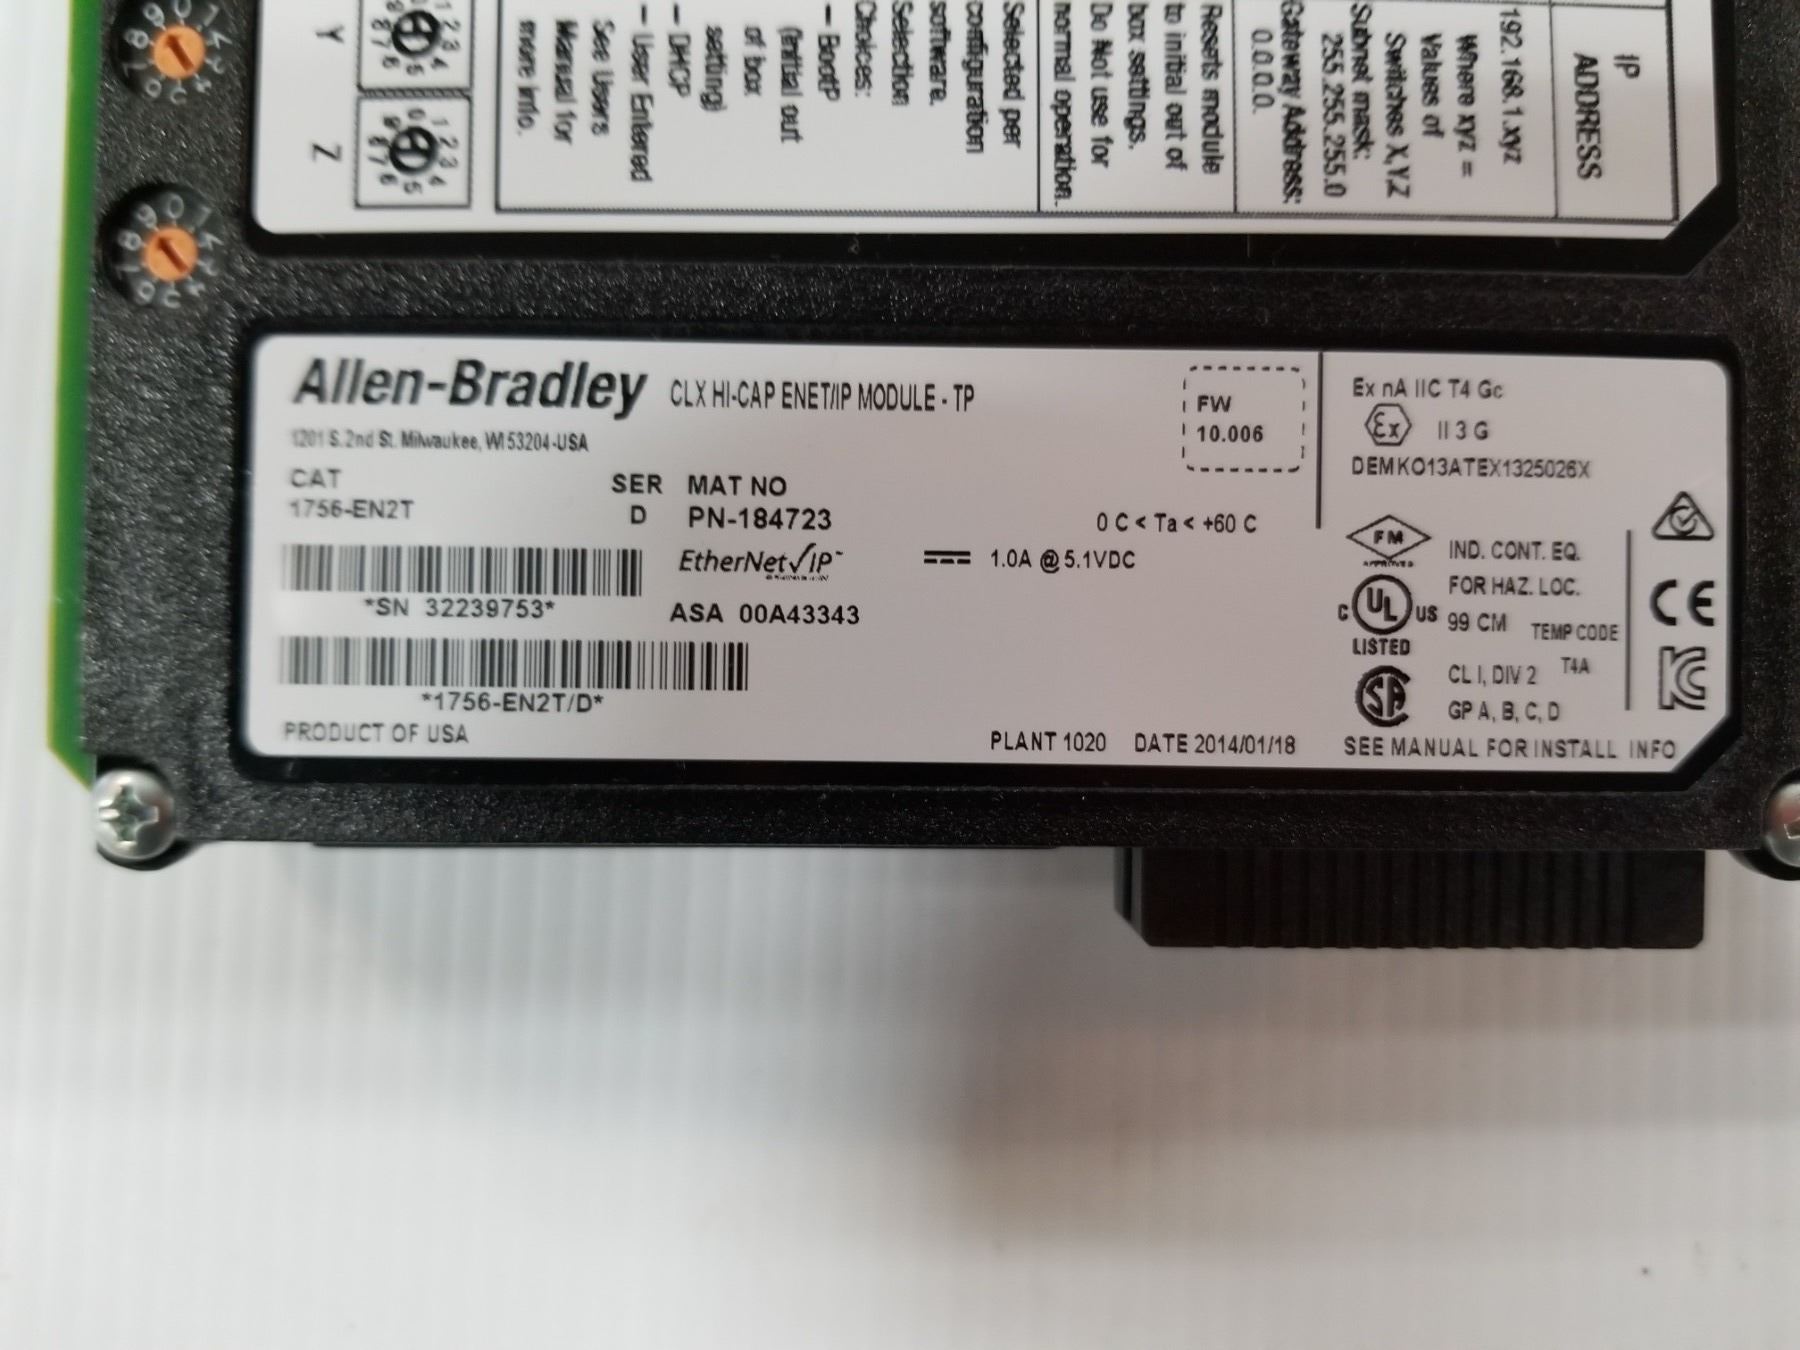 IP
ADDRESS
192.168.1.xyz
Where xyz =
Values of
Switches X,Y,Z
Subnet mask:
255.255.255.0
Gateway Address:
0.0.0.0.
Resets module
to initial out of
box settings.
Do Not use for
normal operation.
Selected per
configuration
software.
Selection
Choices:
– BootP
(Initial out
of box
setting)
– DHCP
– User Entered
See Users
Manual for
more info.
Y
Z
Allen-Bradley CLX HI-CAP ENET/IP MODULE - TP
1201 S. 2nd St. Milwaukee, WI 53204-USA
CAT
1756-EN2T
SER
D
MAT NO
PN-184723
EtherNet/IP
*SN 32239753*
ASA 00A43343
*1756-EN2T/D*
PRODUCT OF USA
FW
10.006
0 C < Ta < +60 C
1.0A @ 5.1VDC
PLANT 1020 DATE 2014/01/18
Ex nA IIC T4 Gc
Ex II 3 G
DEMKO13ATEX1325026X
FM
APPROVED
C UL US
LISTED
SA
IND. CONT. EQ.
FOR HAZ. LOC.
99 CM TEMP CODE
CL I, DIV 2 T4A
GP A, B, C, D
CE
SEE MANUAL FOR INSTALL INFO